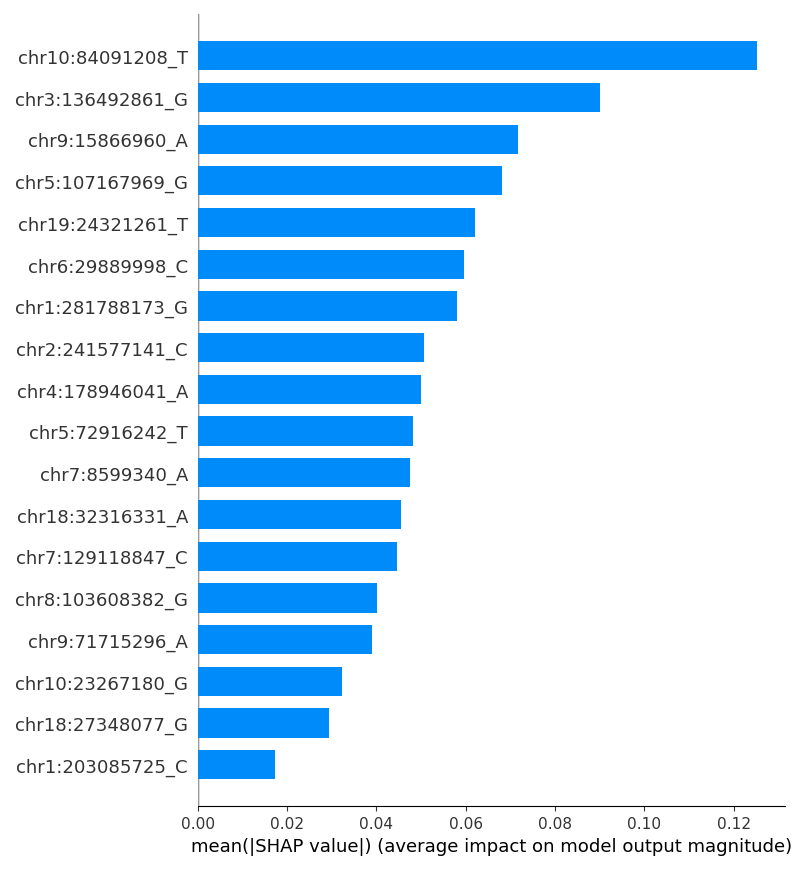 chr10:84091208_T
chr3:136492861_G
chr9:15866960_A
chr5:107167969_G
chr19:24321261_T
chr6:29889998_C
chr1:281788173_G
chr2:241577141_C
chr4:178946041_A
chr5:72916242_T
chr7:8599340_A
chr18:32316331_A
chr7:129118847_C
chr8:103608382_G
chr9:71715296_A
chr10:23267180_G
chr18:27348077_G
chr1:203085725_C
0.00 0.02 0.04 0.06 0.08 0.10 0.12
mean(|SHAP value|) (average impact on model output magnitude)